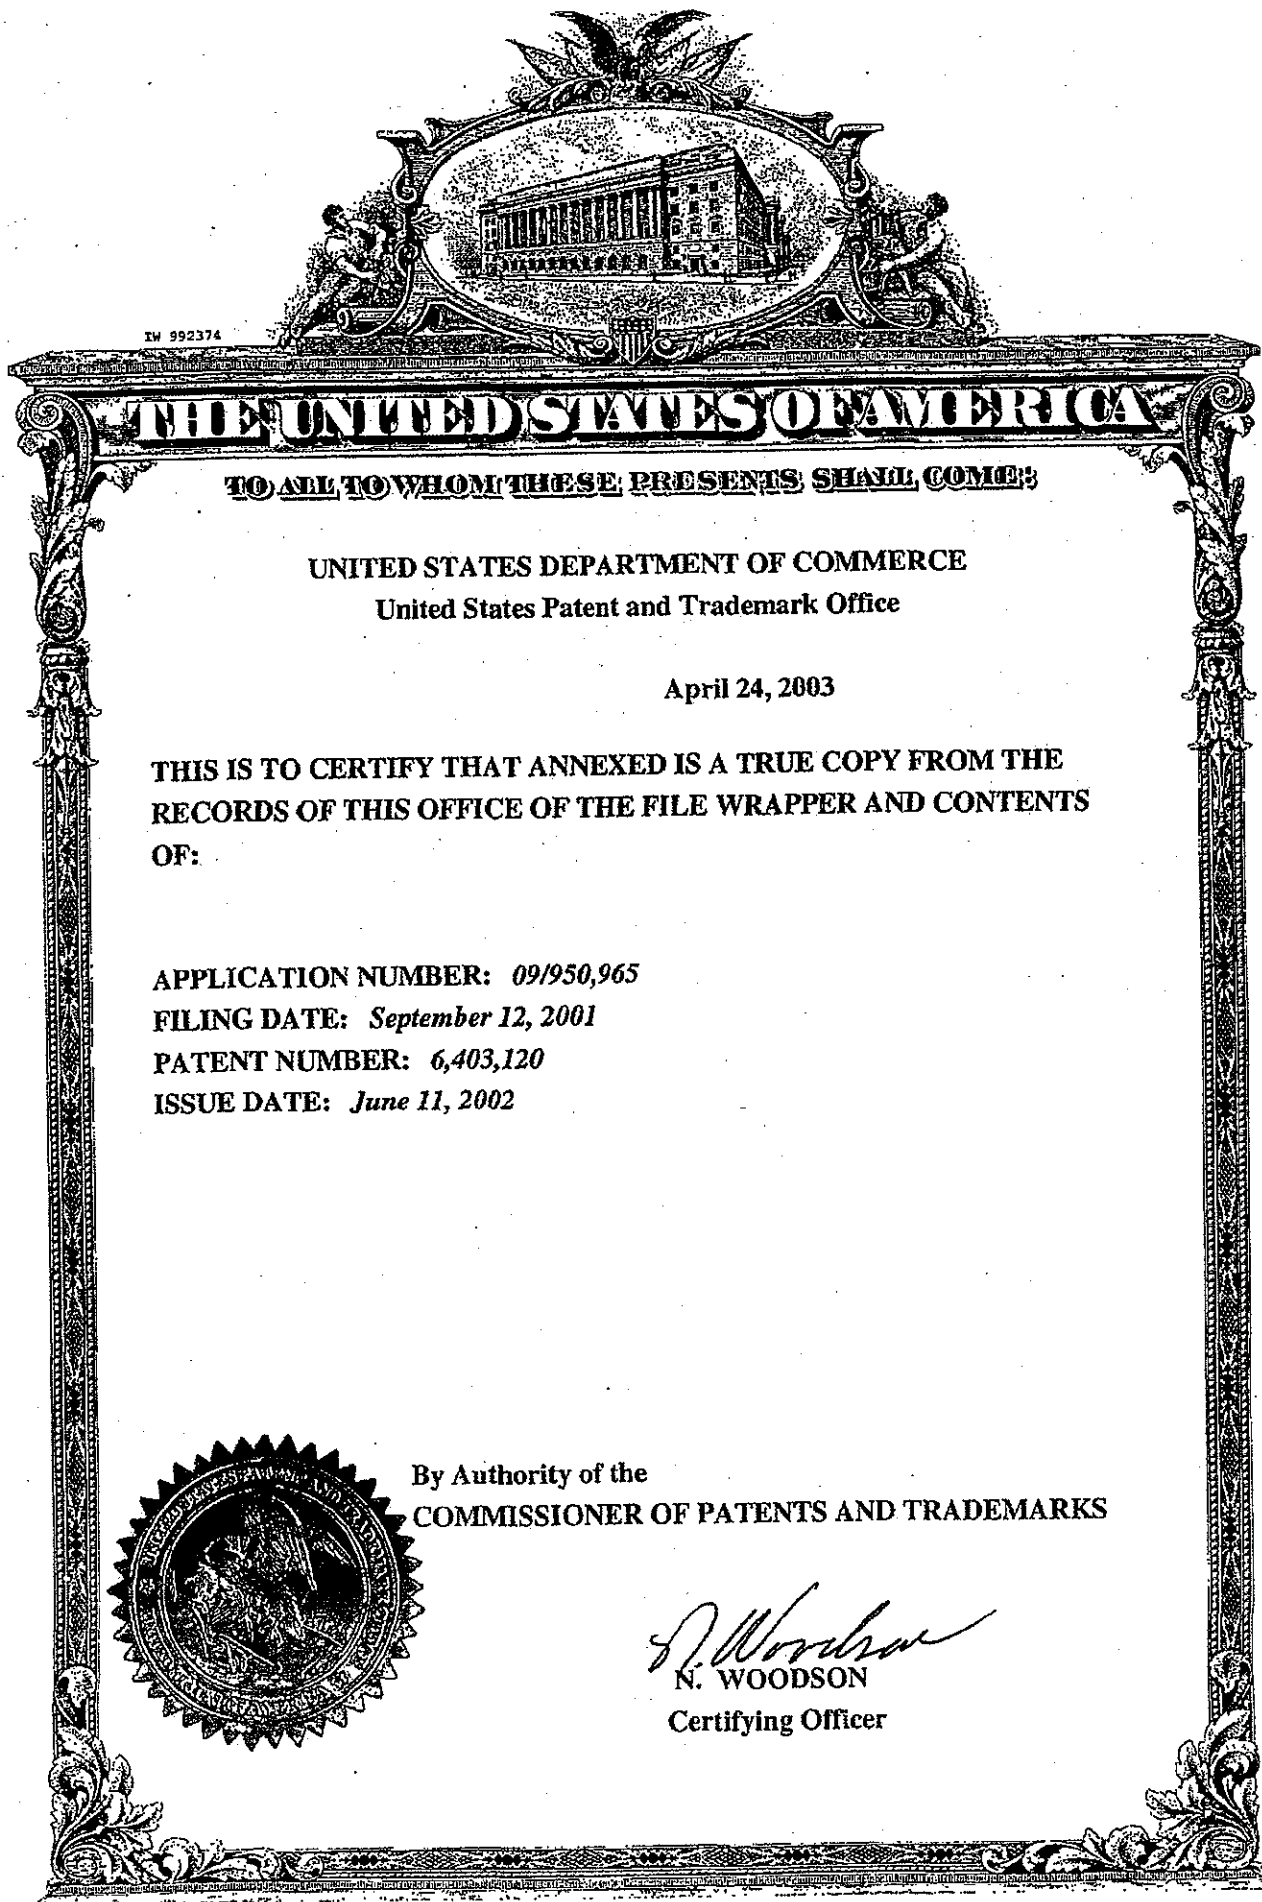 IW 992374
THE UNITED STATES OF AMERICA
TO ALL TO WHOM THESE PRESENTS SHALL COME:
UNITED STATES DEPARTMENT OF COMMERCE
United States Patent and Trademark Office
April 24, 2003
THIS IS TO CERTIFY THAT ANNEXED IS A TRUE COPY FROM THE
RECORDS OF THIS OFFICE OF THE FILE WRAPPER AND CONTENTS
OF:
APPLICATION NUMBER: 09/950,965
FILING DATE: September 12, 2001
PATENT NUMBER: 6,403,120
ISSUE DATE: June 11, 2002
By Authority of the
COMMISSIONER OF PATENTS AND TRADEMARKS
N. Woodson
N. WOODSON
Certifying Officer